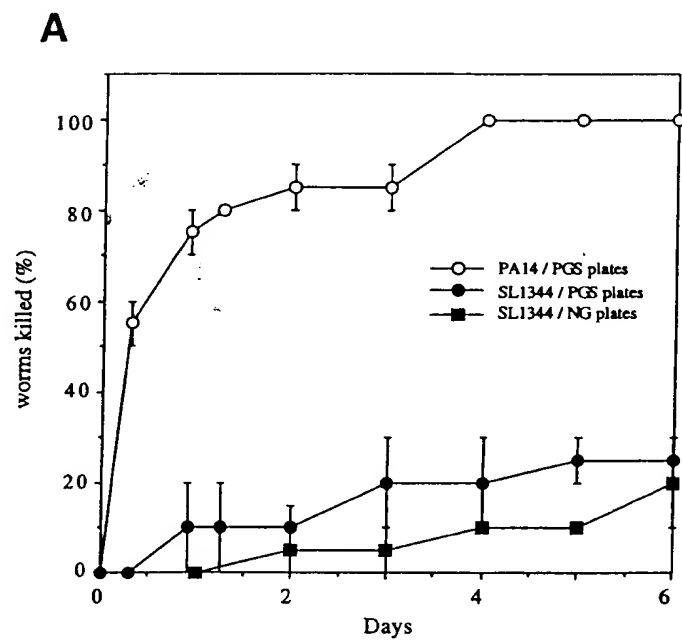 A
100
80
60
40
20
0
worms killed (%)
PA14 / PGS plates
SL1344 / PGS plates
SL1344 / NG plates
0 2 4 6
Days